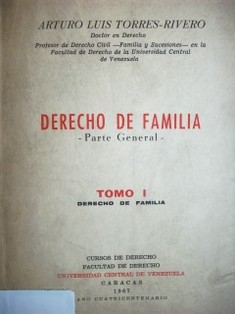 ARTURO LUIS TORRES-RIVERO
Doctor en Derecho
Profesor de Derecho Civil —Familia y Sucesiones— en la
Facultad de Derecho de la Universidad Central
de Venezuela
DERECHO DE FAMILIA
-Parte General-
TOMO I
DERECHO DE FAMILIA
CURSOS DE DERECHO
FACULTAD DE DERECHO
UNIVERSIDAD CENTRAL DE VENEZUELA
CARACAS
1967
AÑO CUATRICENTENARIO